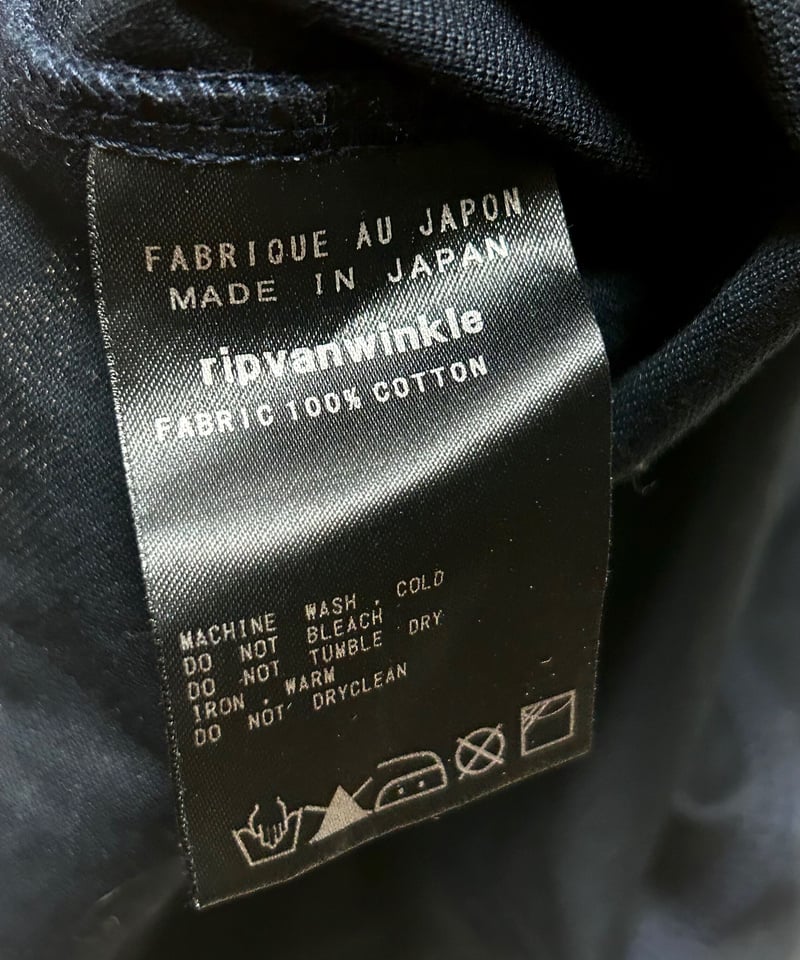 FABRIQUE AU JAPON
MADE IN JAPAN
ripvanwinkle
FABRIC 100% COTTON
MACHINE WASH , COLD
DO NOT BLEACH
DO NOT TUMBLE DRY
IRON , WARM
DO NOT DRYCLEAN